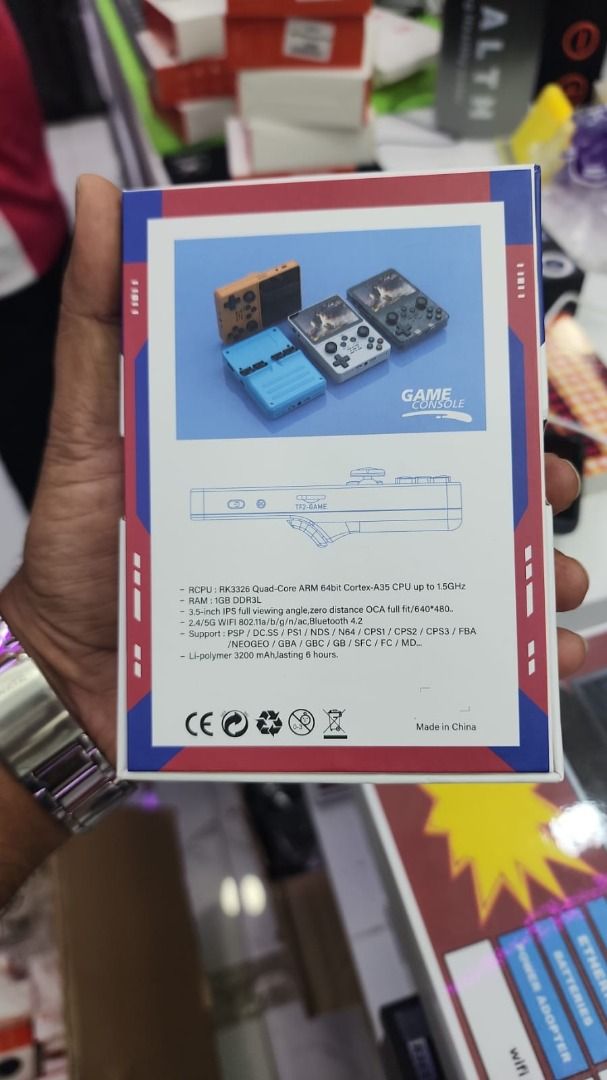 ALTH
GAME
CONSOLE
TF2-GAME
- RCPU : RK3326 Quad-Core ARM 64bit Cortex-A35 CPU up to 1.5GHz
- RAM : 1GB DDR3L
- 3.5-inch IPS full viewing angle,zero distance OCA full fit/640*480..
- 2.4/5G WIFI 802.11a/b/g/n/ac,Bluetooth 4.2
- Support : PSP / DC.SS / PS1 / NDS / N64 / CPS1 / CPS2 / CPS3 / FBA
/NEOGEO / GBA / GBC / GB / SFC / FC / MD...
- Li-polymer 3200 mAh,lasting 6 hours.
CE
0-3
Made in China
ETHER
BATTERIES
POWER ADOPTER
wifi